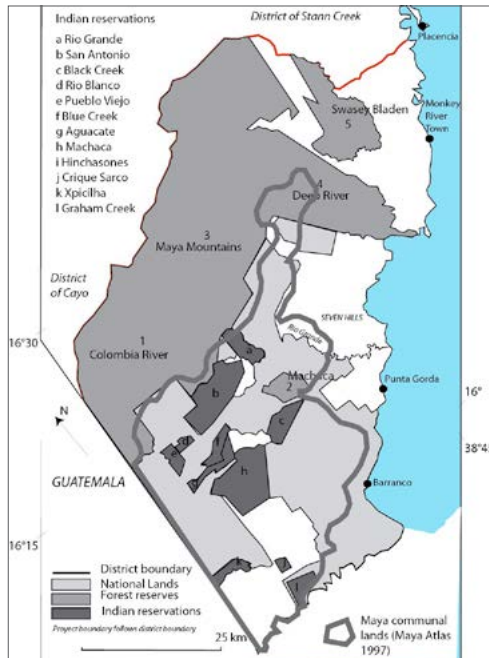 Indian reservations
a Rio Grande
b San Antonio
c Black Creek
d Rio Blanco
e Pueblo Viejo
f Blue Creek
g Aguacate
h Machaca
i Hinchasones
j Crique Sarco
k Xpicilha
l Graham Creek
District of Stann Creek
Placencia
Swasey Bladen
5
Monkey
River
Town
4
Deep River
3
Maya Mountains
District
of Cayo
SEVEN HILLS
Rio Grande
16°30
1
Colombia River
a
Machaca
2
Punta Gorda
16°
b
N
c
38°45
d
e
f
h
GUATEMALA
Barranco
16°15
l
District boundary
National Lands
Forest reserves
Indian reservations
Project boundary follows district boundary
25 km
Maya communal
lands (Maya Atlas
1997)